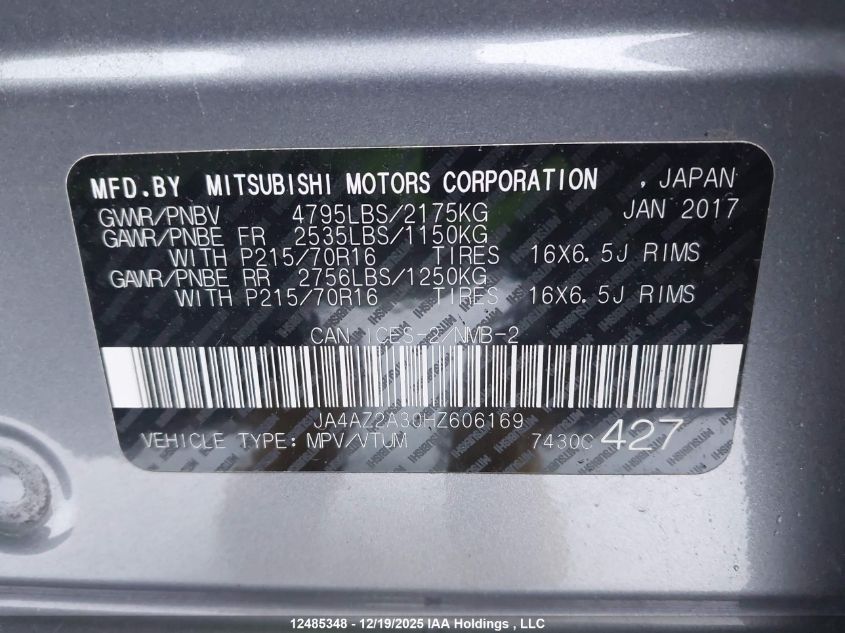 MFD.BY MITSUBISHI MOTORS CORPORATION , JAPAN
GVWR/PNBV 4795LBS/2175KG JAN 2017
GAWR/PNBE FR 2535LBS/1150KG
WITH P215/70R16 TIRES 16X6.5J RIMS
GAWR/PNBE RR 2756LBS/1250KG
WITH P215/70R16 TIRES 16X6.5J RIMS
CAN ICES-2/NMB-2
JA4AZ2A30HZ606169
VEHICLE TYPE: MPV/VTUM 7430C 427
12485348 - 12/19/2025 IAA Holdings , LLC